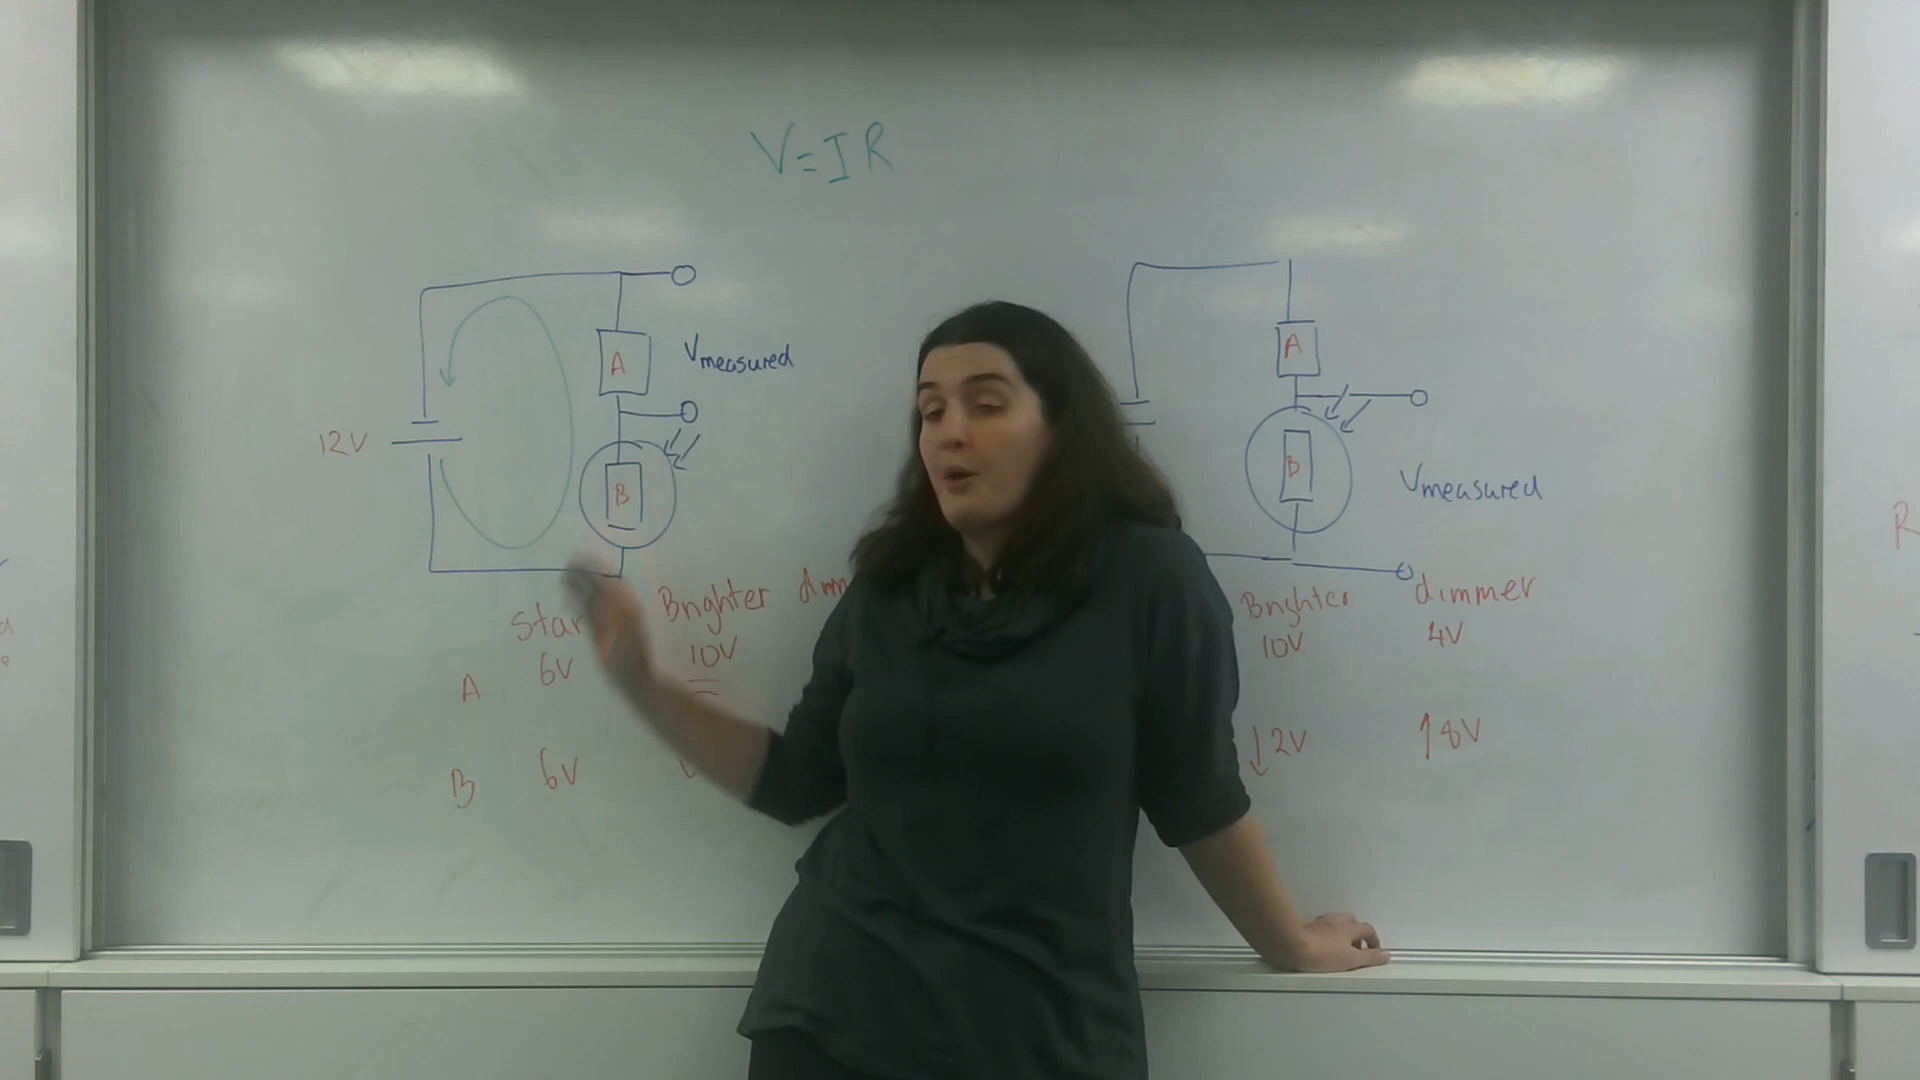 V=IR
A
Vmeasured
12V
B
A
B
Vmeasured
Brighter
Brighter dimmer
6V
10V
10V 4V
A
B 6V
↓2V ↑8V
R